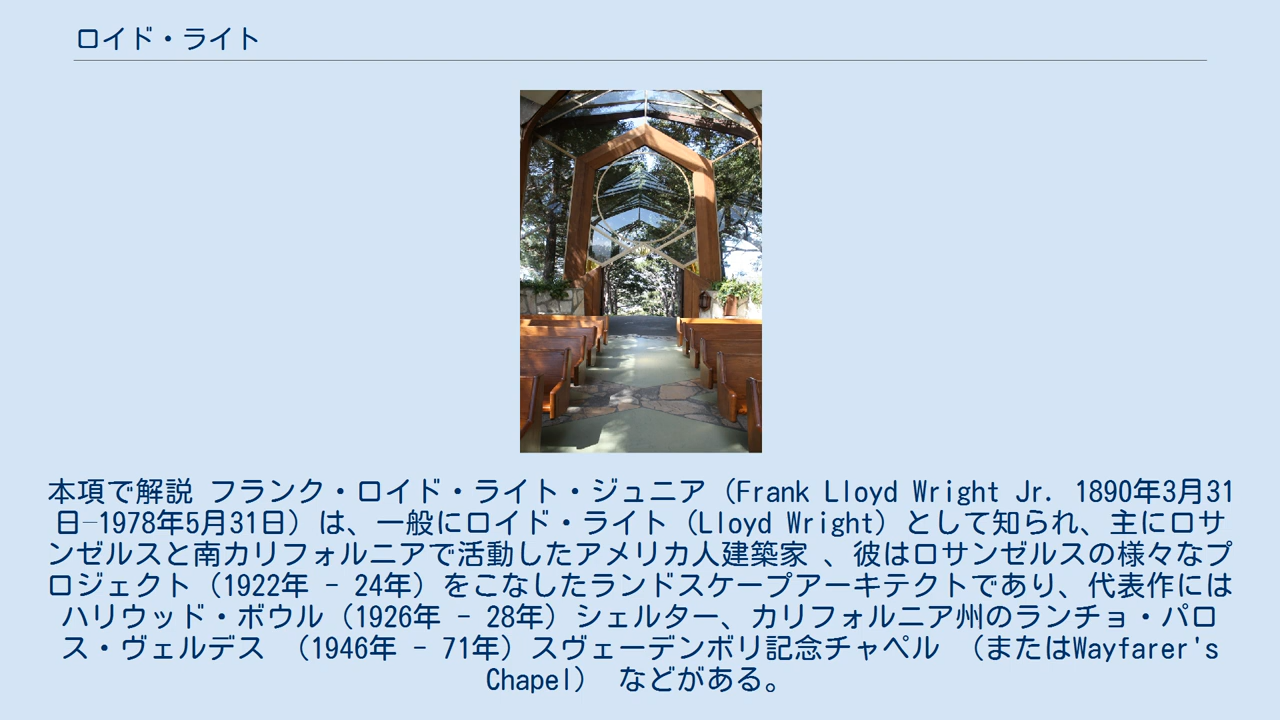 ロイド・ライト
本項で解説 フランク・ロイド・ライト・ジュニア（Frank Lloyd Wright Jr. 1890年3月31
日–1978年5月31日）は、一般にロイド・ライト（Lloyd Wright）として知られ、主にロサ
ンゼルスと南カリフォルニアで活動したアメリカ人建築家 、彼はロサンゼルスの様々なプ
ロジェクト（1922年 - 24年）をこなしたランドスケープアーキテクトであり、代表作には
ハリウッド・ボウル（1926年 - 28年）シェルター、カリフォルニア州のランチョ・パロ
ス・ヴェルデス （1946年 - 71年）スヴェーデンボリ記念チャペル （またはWayfarer's
Chapel） などがある。